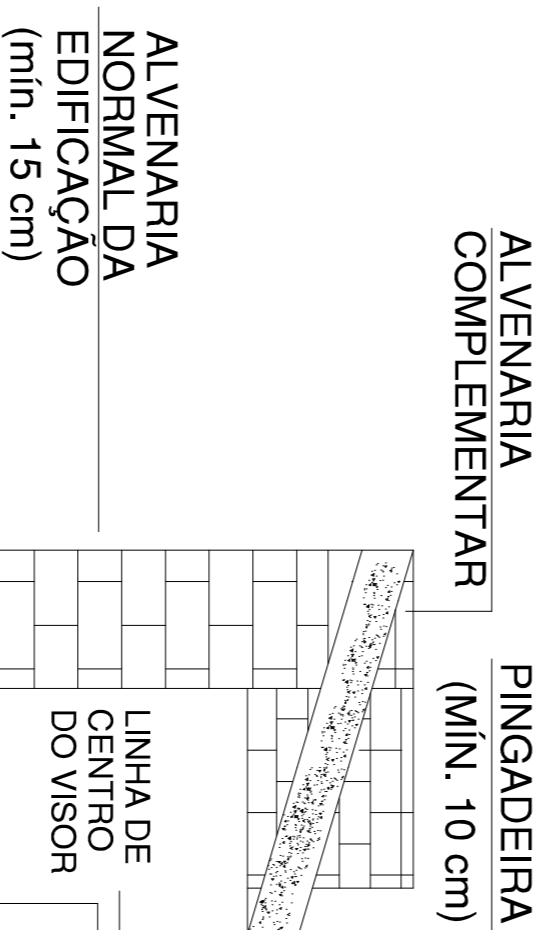 ALVENARIA
COMPLEMENTAR
PINGADEIRA
(MÍN. 10 cm)
ALVENARIA
NORMAL DA
EDIFICAÇÃO
(mín. 15 cm)
LINHA DE
CENTRO
DO VISOR